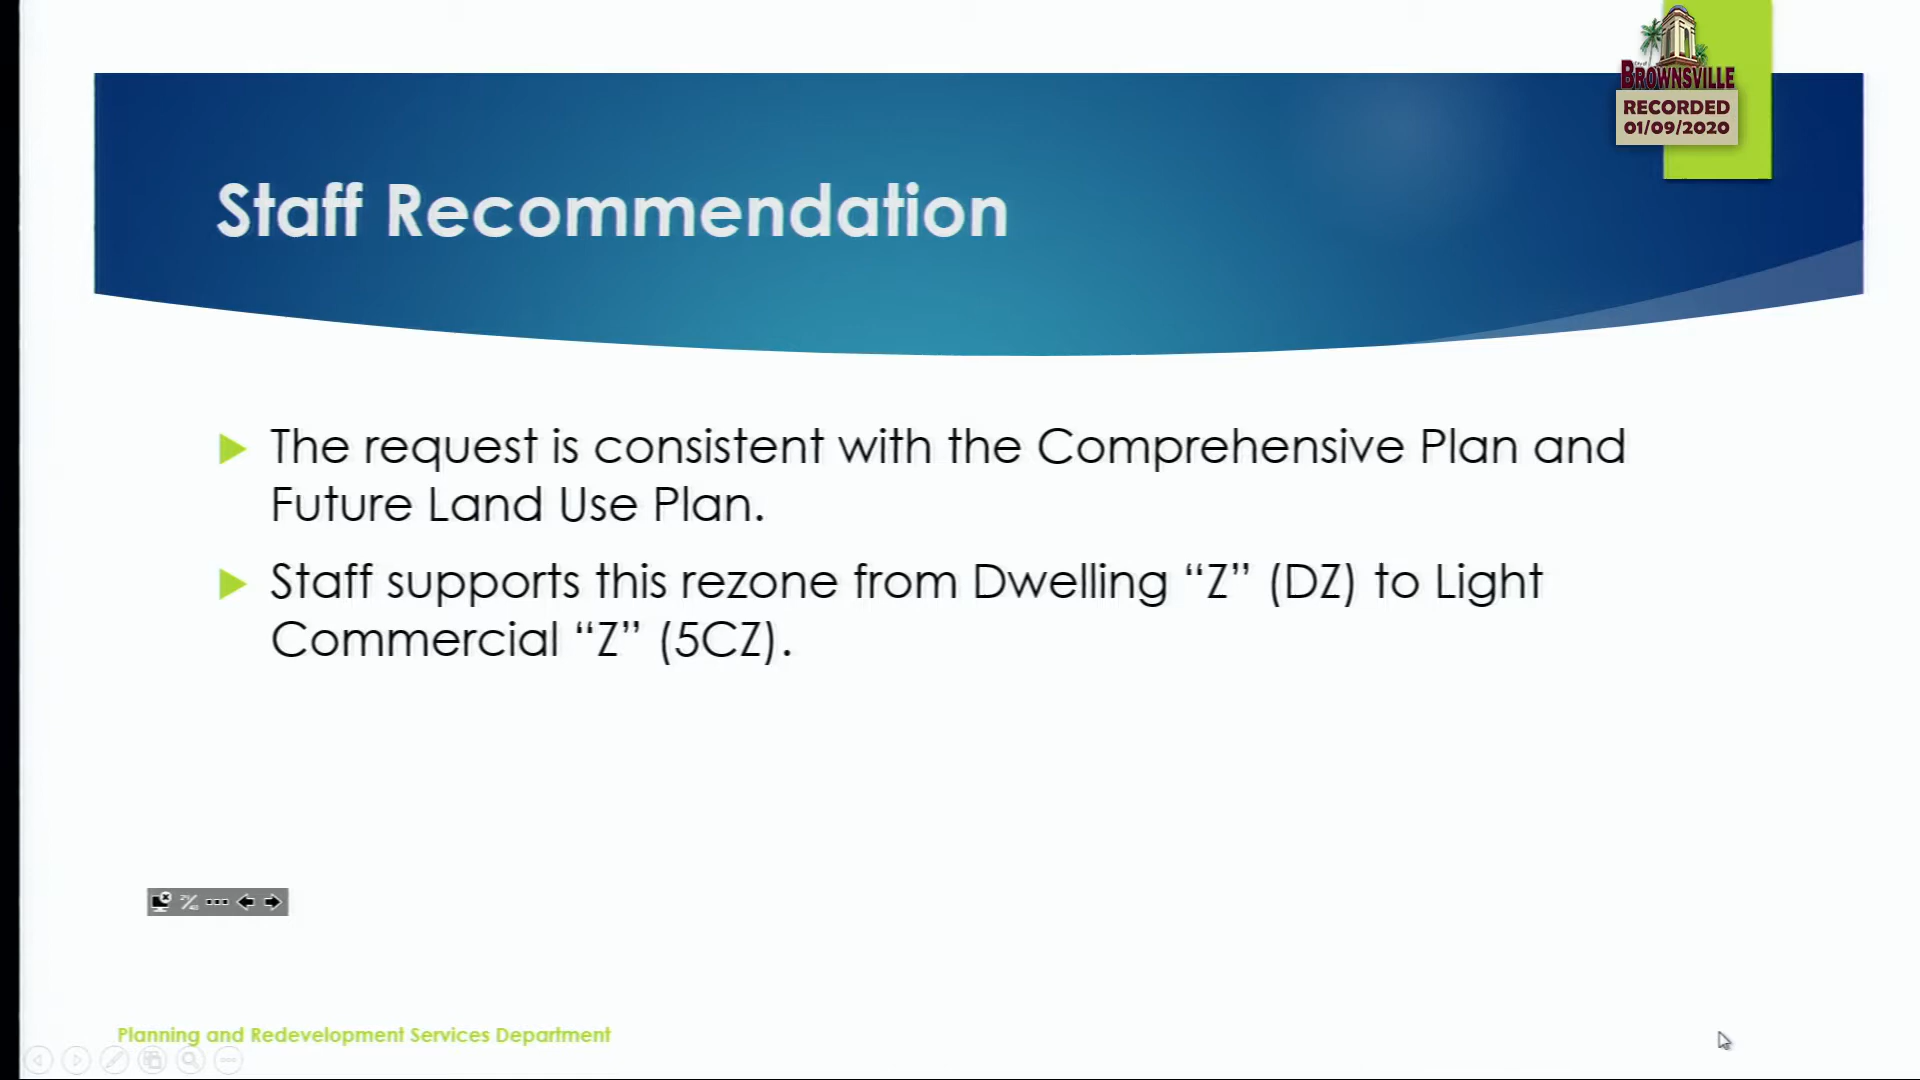 BROWNSVILLE
RECORDED
01/09/2020
Staff Recommendation
The request is consistent with the Comprehensive Plan and
Future Land Use Plan.
Staff supports this rezone from Dwelling “Z” (DZ) to Light
Commercial “Z” (5CZ).
Planning and Redevelopment Services Department